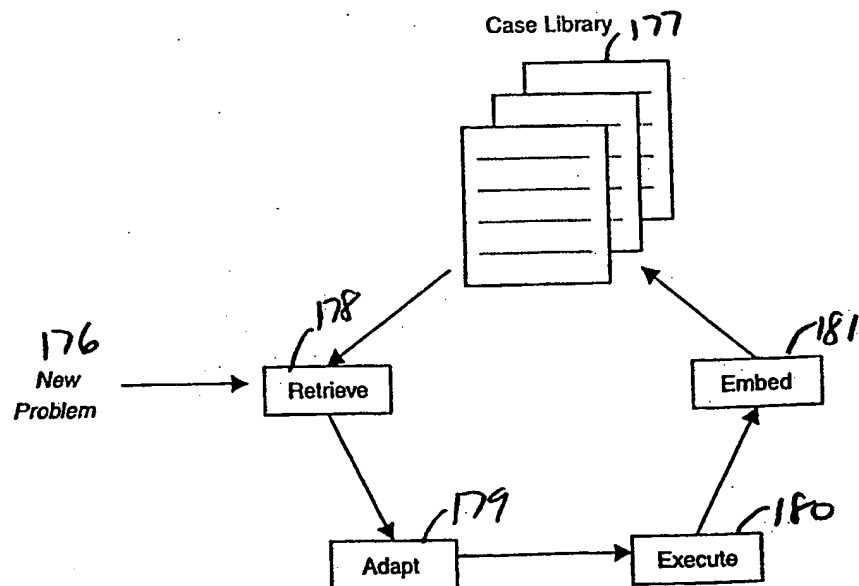 Case Library 177
178
176
New
Problem
Retrieve
181
Embed
179
Adapt
180
Execute